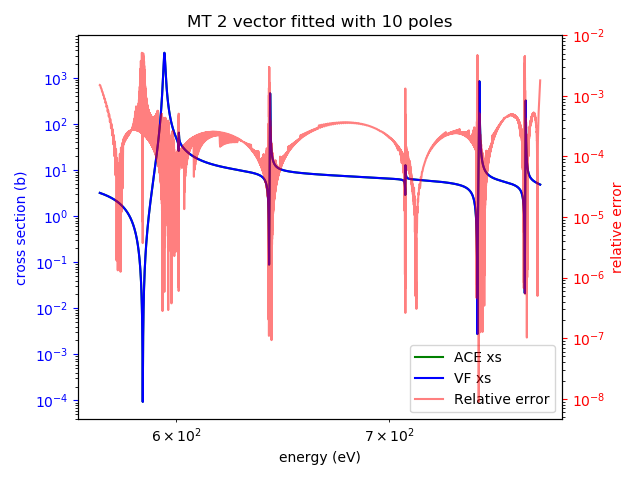 MT 2 vector fitted with 10 poles
cross section (b)
10^3
10^2
10^1
10^0
10^-1
10^-2
10^-3
10^-4
10^-2
10^-3
10^-4
10^-5
10^-6
10^-7
10^-8
relative error
ACE xs
VF xs
Relative error
6 × 10^2
7 × 10^2
energy (eV)